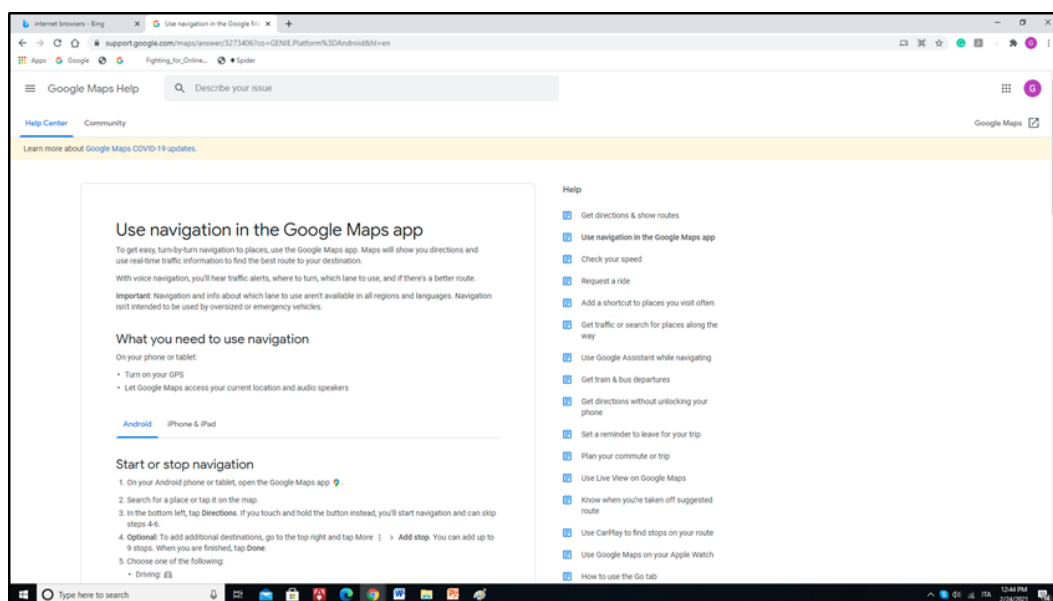 internet browsers - Bing
Use navigation in the Google Ma
support.google.com/maps/answer/3273406?co=GENIE.Platform%3DAndroid&hl=en
Apps Google G Fighting_for_Online... Spider
Google Maps Help
Describe your issue
G
Help Center Community
Google Maps
Learn more about Google Maps COVID-19 updates.
Use navigation in the Google Maps app
To get easy, turn-by-turn navigation to places, use the Google Maps app. Maps will show you directions and
use real-time traffic information to find the best route to your destination.
With voice navigation, you'll hear traffic alerts, where to turn, which lane to use, and if there's a better route.
Important: Navigation and info about which lane to use aren't available in all regions and languages. Navigation
isn't intended to be used by oversized or emergency vehicles.
What you need to use navigation
On your phone or tablet:
• Turn on your GPS
• Let Google Maps access your current location and audio speakers
Android iPhone & iPad
Start or stop navigation
1. On your Android phone or tablet, open the Google Maps app .
2. Search for a place or tap it on the map.
3. In the bottom left, tap Directions. If you touch and hold the button instead, you'll start navigation and can skip
steps 4-6.
4. Optional: To add additional destinations, go to the top right and tap More > Add stop. You can add up to
9 stops. When you are finished, tap Done.
5. Choose one of the following:
• Driving:
Help
Get directions & show routes
Use navigation in the Google Maps app
Check your speed
Request a ride
Add a shortcut to places you visit often
Get traffic or search for places along the
way
Use Google Assistant while navigating
Get train & bus departures
Get directions without unlocking your
phone
Set a reminder to leave for your trip
Plan your commute or trip
Use Live View on Google Maps
Know when you're taken off suggested
route
Use CarPlay to find stops on your route
Use Google Maps on your Apple Watch
How to use the Go tab
Type here to search
ITA
12:44 PM
2/24/2021